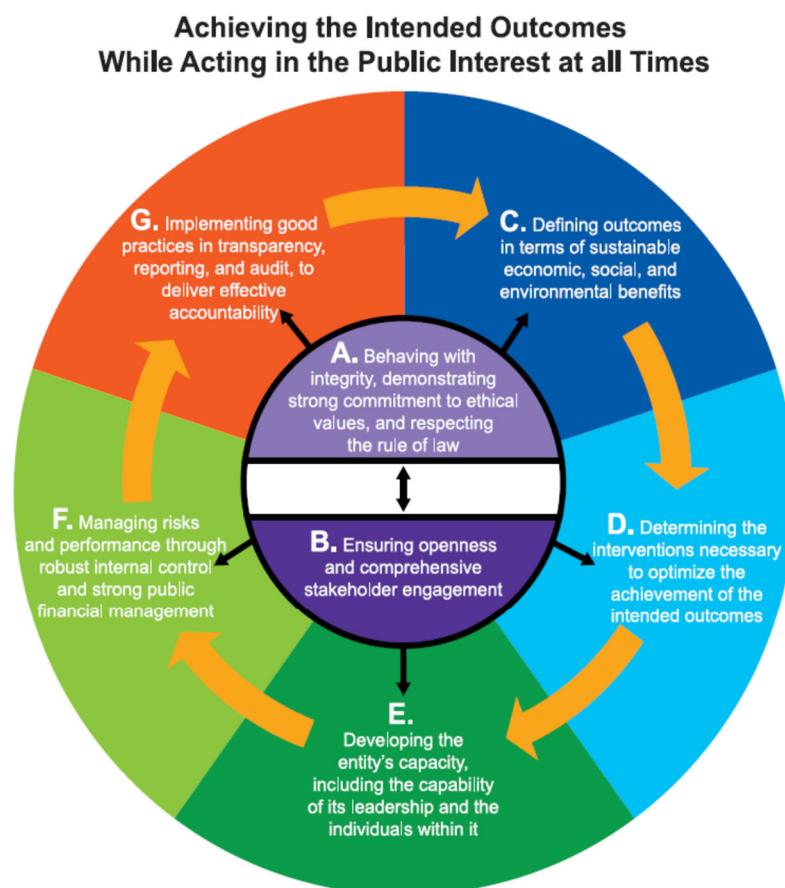 Achieving the Intended Outcomes
While Acting in the Public Interest at all Times
G. Implementing good
practices in transparency,
reporting, and audit, to
deliver effective
accountability
C. Defining outcomes
in terms of sustainable
economic, social, and
environmental benefits
A. Behaving with
integrity, demonstrating
strong commitment to ethical
values, and respecting
the rule of law
B. Ensuring openness
and comprehensive
stakeholder engagement
F. Managing risks
and performance through
robust internal control
and strong public
financial management
D. Determining the
interventions necessary
to optimize the
achievement of the
intended outcomes
E.
Developing the
entity's capacity,
including the capability
of its leadership and the
individuals within it